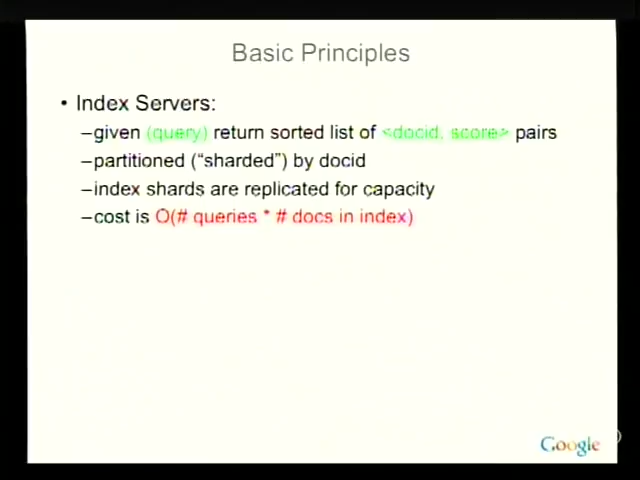 Basic Principles
• Index Servers:
–given (query) return sorted list of <docid, score> pairs
–partitioned (“sharded”) by docid
–index shards are replicated for capacity
–cost is O(# queries * # docs in index)
Google